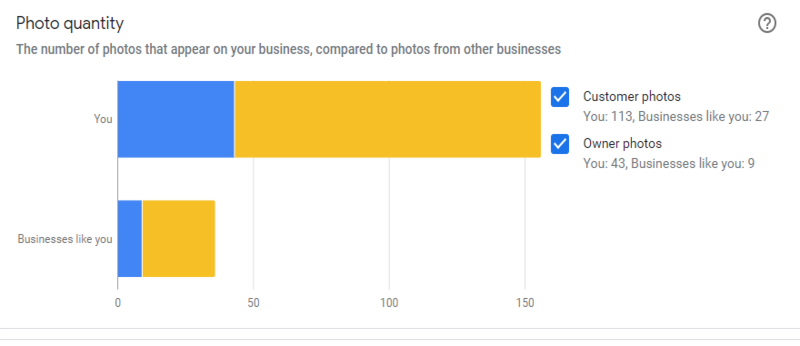 Photo quantity
?
The number of photos that appear on your business, compared to photos from other businesses
You
Customer photos
You: 113, Businesses like you: 27
Owner photos
You: 43, Businesses like you: 9
Businesses like you
0 50 100 150